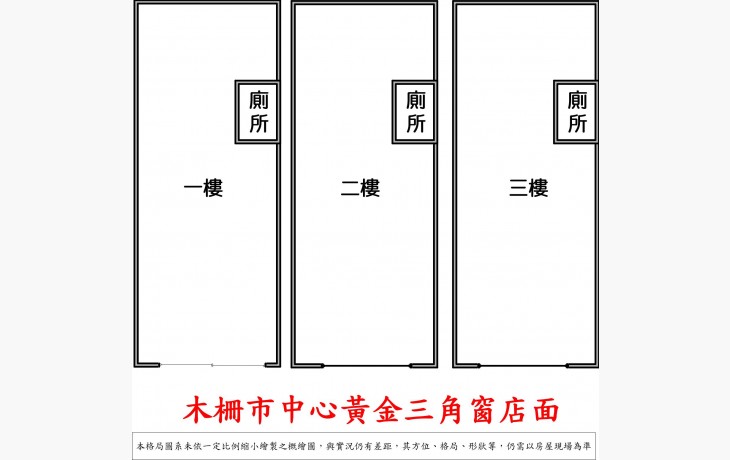 廁所
廁所
廁所
一樓
二樓
三樓
木柵市中心黃金三角窗店面
本格局圖系未依一定比例縮小繪製之概繪圖，與實況仍有差距，其方位、格局、形狀等，仍需以房屋現場為準